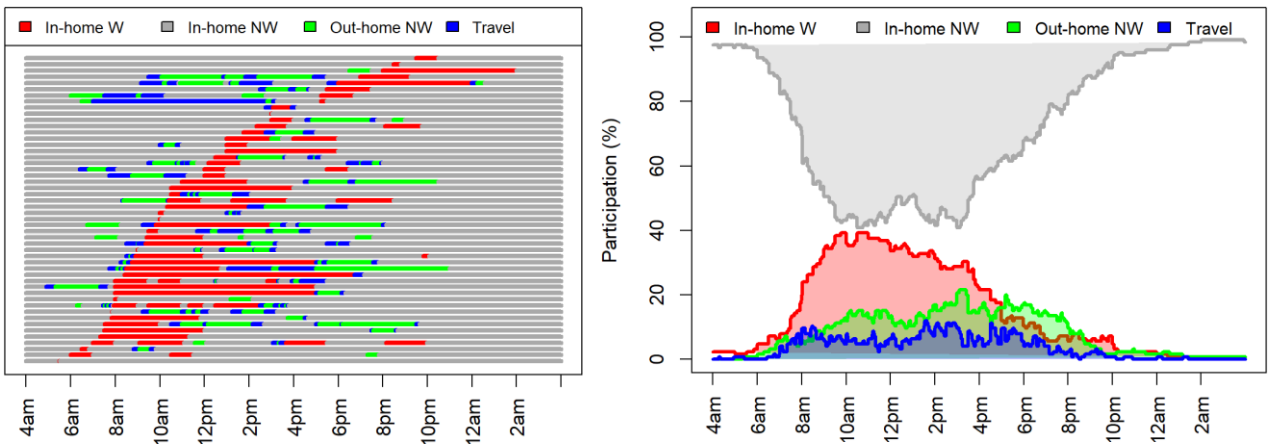 In-home W In-home NW Out-home NW Travel
4am 6am 8am 10am 12pm 2pm 4pm 6pm 8pm 10pm 12am 2am
In-home W In-home NW Out-home NW Travel
Participation (%)
100
80
60
40
20
0
4am 6am 8am 10am 12pm 2pm 4pm 6pm 8pm 10pm 12am 2am